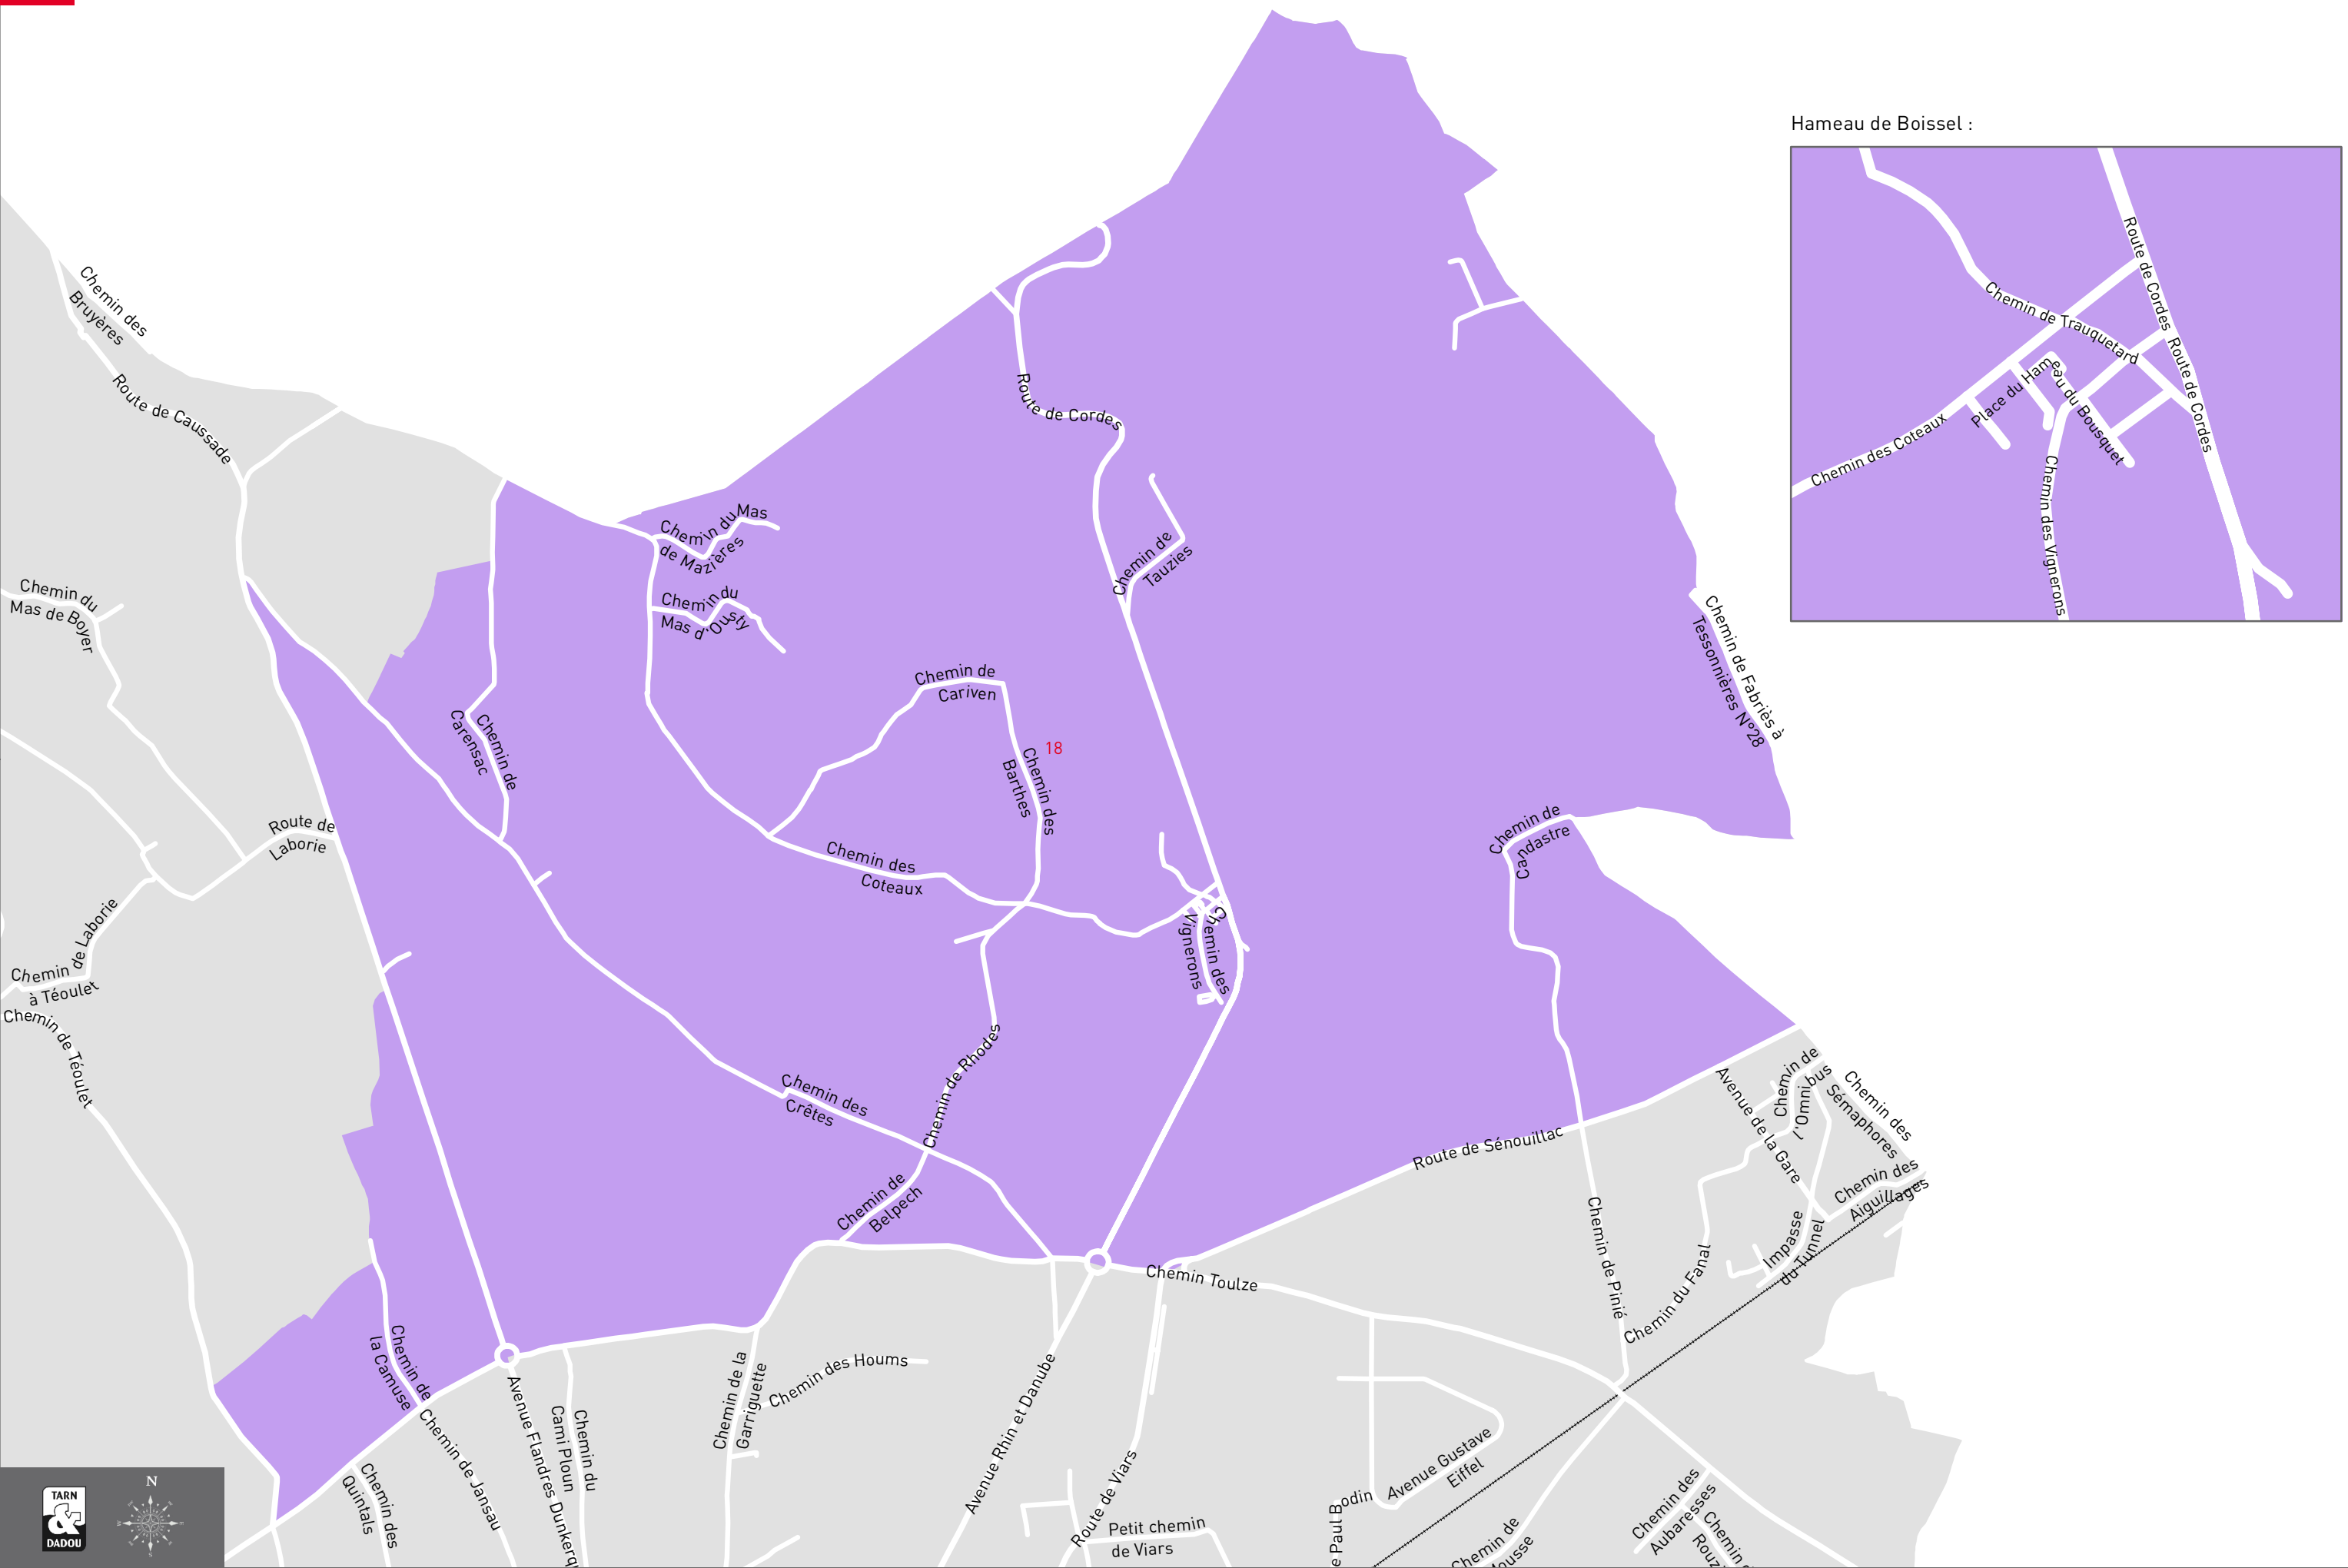 Hameau de Boissel :
Route de Cordes
Chemin de Trauquetard
Route de Cordes
Place du Hameau du Bousquet
Chemin des Coteaux
Chemin des Vignerons
Chemin des
Bruyères
Route de Caussade
Chemin du
Mas de Boyer
Route de
Laborie
Chemin de Laborie
à Téoulet
Chemin de Téoulet
Chemin du Mas
de Mazières
Chemin du
Mas d'Ousty
Chemin de
Carensac
Route de Cordes
Chemin de
Tauzies
Chemin de
Cariven
18
Chemin des
Barthes
Chemin des
Coteaux
Ch
Chemin des
Vignerons
Chemin de Fabriès à
Tessonnières N°28
Chemin de
Candastre
Chemin de Rhodes
Chemin des
Crêtes
Chemin de
Belpech
Route de Sénouillac
Chemin Toulze
Chemin de Pinié
Chemin du Fanal
Avenue de la Gare
Chemin de
l'Omnibus
Chemin des
Sémaphores
Chemin des
Aiguillages
Impasse
du Tunnel
Chemin de
la Camuse
Chemin de Jansau
Chemin des
Quintals
Avenue Flandres Dunkerq
Chemin du
Cami Ploun
Chemin de la
Garriguette
Chemin des Houms
Avenue Rhin et Danube
Route de Viars
Petit chemin
de Viars
e Paul Bodin
Avenue Gustave
Eiffel
Chemin de
Mousse
Chemin des
Aubaresses
Chemin
Rouz
TARN
&
DADOU
N